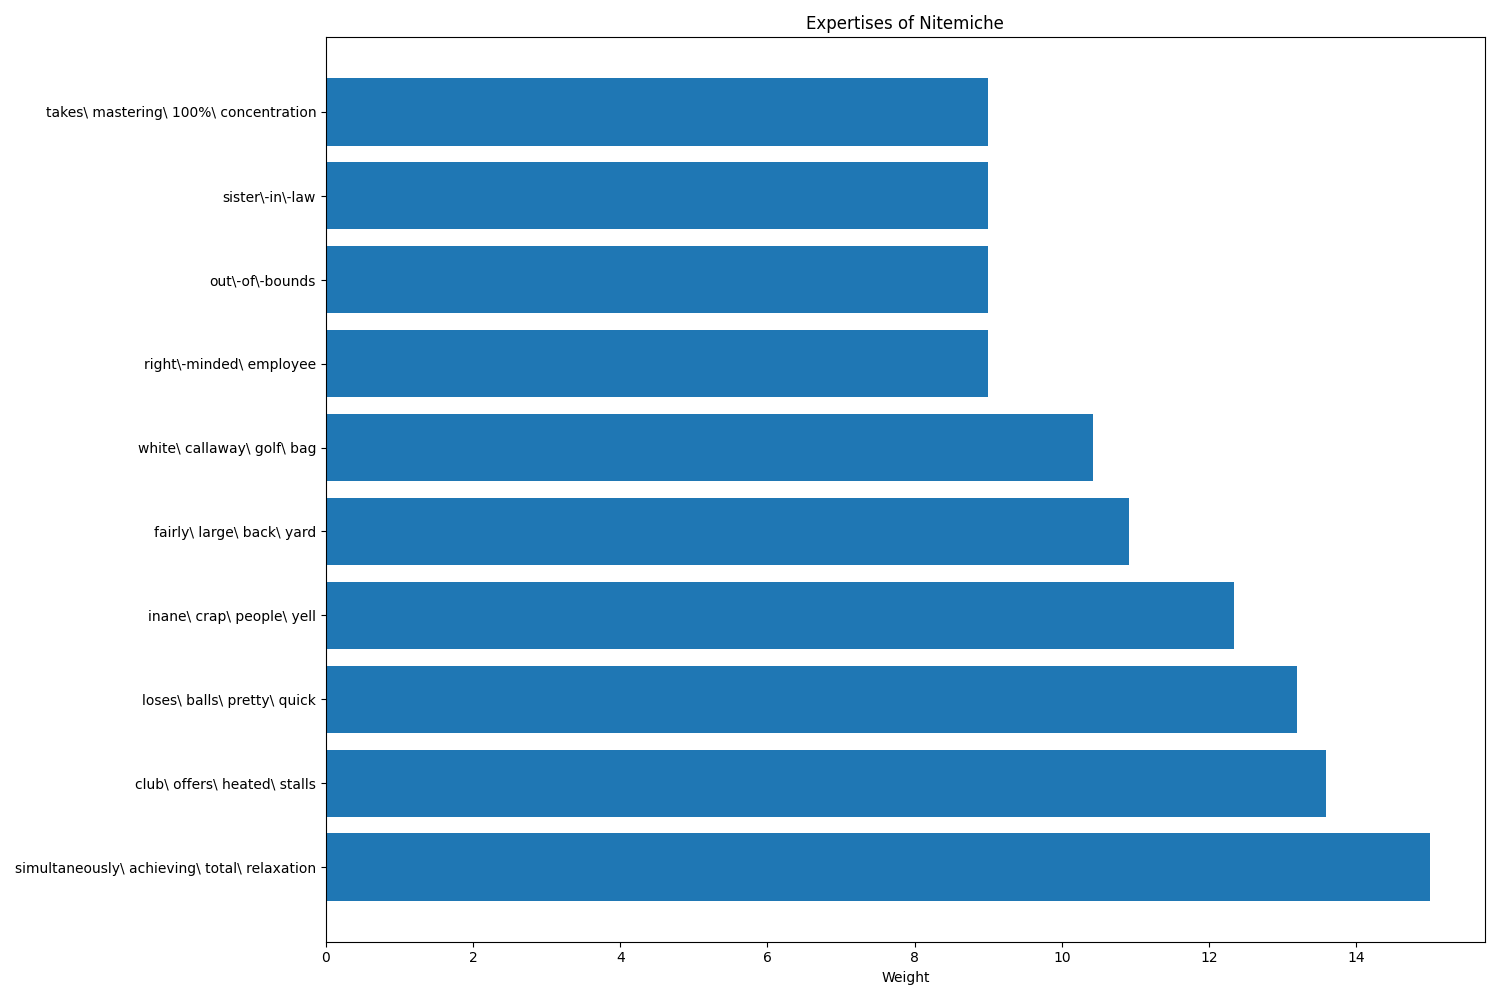 Expertises of Nitemiche
takes\ mastering\ 100%\ concentration
sister\-in\-law
out\-of\-bounds
right\-minded\ employee
white\ callaway\ golf\ bag
fairly\ large\ back\ yard
inane\ crap\ people\ yell
loses\ balls\ pretty\ quick
club\ offers\ heated\ stalls
simultaneously\ achieving\ total\ relaxation
0 2 4 6 8 10 12 14
Weight